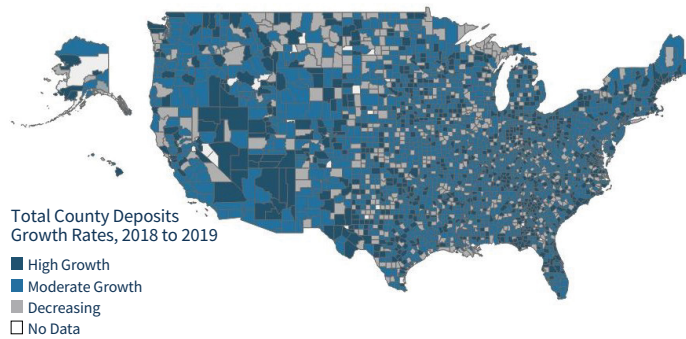 Total County Deposits
Growth Rates, 2018 to 2019
High Growth
Moderate Growth
Decreasing
No Data